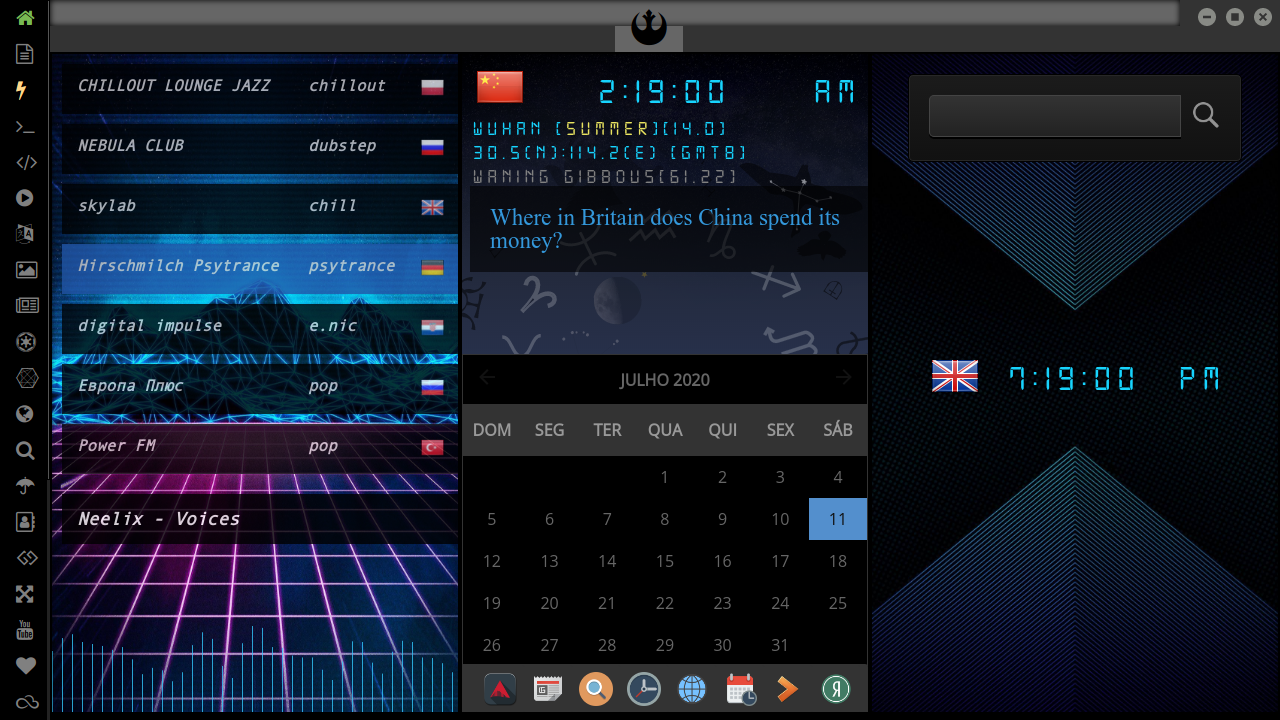 CHILLOUT LOUNGE JAZZ chillout
NEBULA CLUB dubstep
skylab chill
Hirschmilch Psytrance psytrance
digital impulse e.nic
Европа Плюс pop
Power FM pop
Neelix - Voices
2:19:00 AM
WUHAN [SUMMER][14.0]
30.5(N):114.2(E) [GMT8]
WANING GIBBOUS[61.22]
Where in Britain does China spend its
money?
JULHO 2020
DOM SEG TER QUA QUI SEX SÁB
1 2 3 4
5 6 7 8 9 10 11
12 13 14 15 16 17 18
19 20 21 22 23 24 25
26 27 28 29 30 31
7:19:00 PM
You
Tube
Я